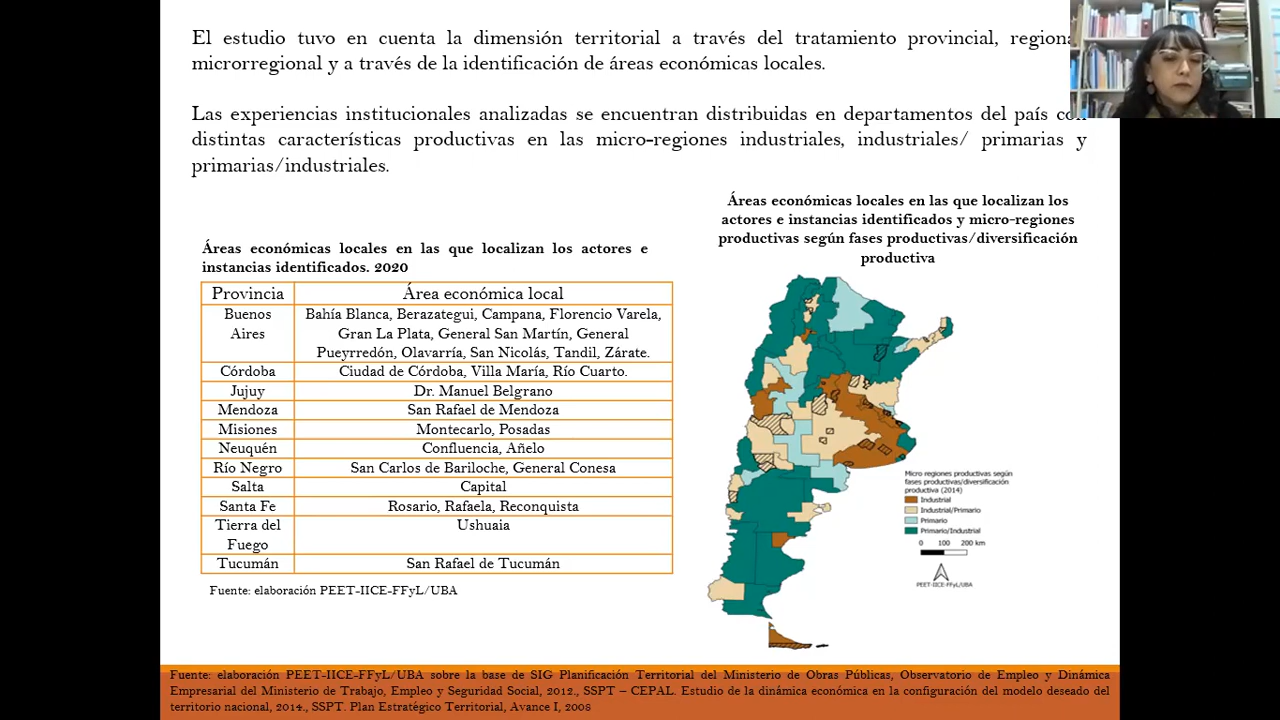 El estudio tuvo en cuenta la dimensión territorial a través del tratamiento provincial,
microrregional y a través de la identificación de áreas económicas locales.
Las experiencias institucionales analizadas se encuentran distribuidas en departamentos del país
distintas características productivas en las micro-regiones industriales, industriales/ primarias y
primarias/industriales.
Áreas económicas locales en las que localizan los actores e
instancias identificados. 2020
Provincia Área económica local
Buenos Aires Bahía Blanca, Berazategui, Campana, Florencio Varela,
Gran La Plata, General San Martín, General
Pueyrredón, Olavarría, San Nicolás, Tandil, Zárate.
Córdoba Ciudad de Córdoba, Villa María, Río Cuarto.
Jujuy Dr. Manuel Belgrano
Mendoza San Rafael de Mendoza
Misiones Montecarlo, Posadas
Neuquén Confluencia, Añelo
Río Negro San Carlos de Bariloche, General Conesa
Salta Capital
Santa Fe Rosario, Rafaela, Reconquista
Tierra del Fuego Ushuaia
Tucumán San Rafael de Tucumán
Fuente: elaboración PEET-IICE-FFyL/UBA
Áreas económicas locales en las que localizan los
actores e instancias identificados y micro-regiones
productivas según fases productivas/diversificación
productiva
Micro regiones productivas según
fases productivas/diversificación
productiva (2014)
Industrial
Industrial/Primario
Primario
Primario/Industrial
0 100 200 km
PEET-IICE-FFyL/UBA
Fuente: elaboración PEET-IICE-FFyL/UBA sobre la base de SIG Planificación Territorial del Ministerio de Obras Públicas, Observatorio de Empleo y Dinámica
Empresarial del Ministerio de Trabajo, Empleo y Seguridad Social, 2012., SSPT – CEPAL. Estudio de la dinámica económica en la configuración del modelo deseado del
territorio nacional, 2014., SSPT. Plan Estratégico Territorial, Avance I, 2008